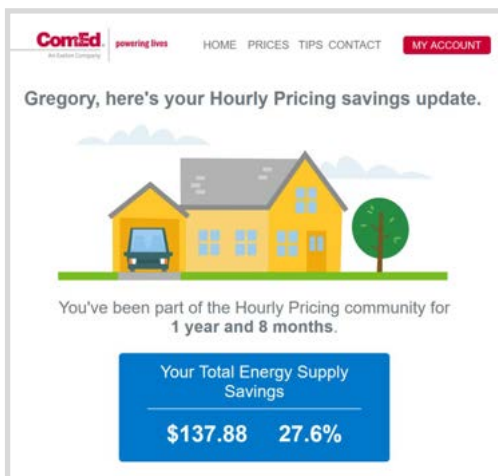 ComEd. powering lives
An Exelon Company
HOME PRICES TIPS CONTACT MY ACCOUNT
Gregory, here's your Hourly Pricing savings update.
You've been part of the Hourly Pricing community for
1 year and 8 months.
Your Total Energy Supply
Savings
$137.88 27.6%